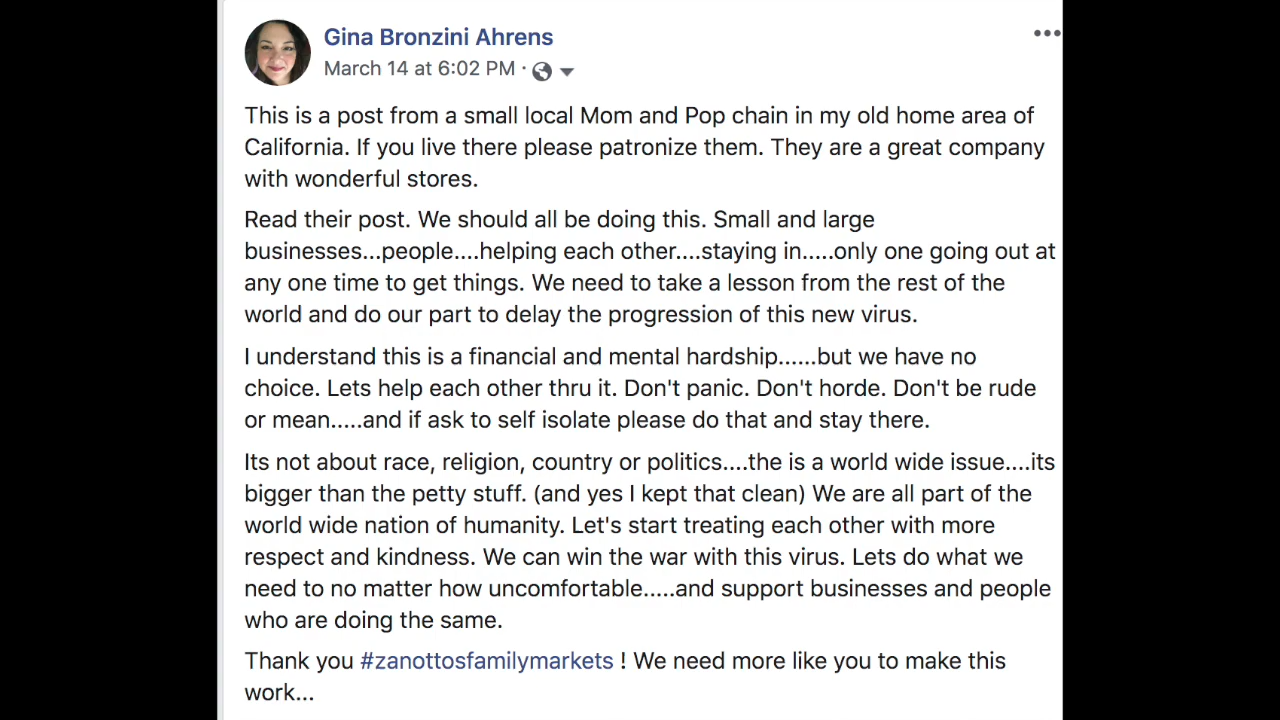 Gina Bronzini Ahrens
March 14 at 6:02 PM ·
This is a post from a small local Mom and Pop chain in my old home area of
California. If you live there please patronize them. They are a great company
with wonderful stores.
Read their post. We should all be doing this. Small and large
businesses...people....helping each other....staying in.....only one going out at
any one time to get things. We need to take a lesson from the rest of the
world and do our part to delay the progression of this new virus.
I understand this is a financial and mental hardship......but we have no
choice. Lets help each other thru it. Don't panic. Don't horde. Don't be rude
or mean.....and if ask to self isolate please do that and stay there.
Its not about race, religion, country or politics....the is a world wide issue....its
bigger than the petty stuff. (and yes I kept that clean) We are all part of the
world wide nation of humanity. Let's start treating each other with more
respect and kindness. We can win the war with this virus. Lets do what we
need to no matter how uncomfortable.....and support businesses and people
who are doing the same.
Thank you #zanottosfamilymarkets ! We need more like you to make this
work...